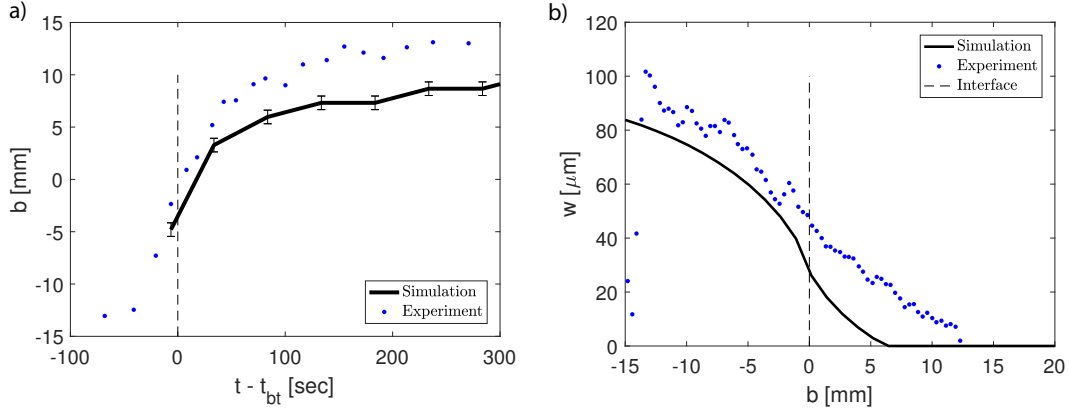 a)
15
10
5
0
-5
-10
-15
b [mm]
-100
0
100
200
300
t - t_bt [sec]
Simulation
Experiment
b)
120
100
80
60
40
20
0
w [μm]
-15
-10
-5
0
5
10
15
20
b [mm]
Simulation
Experiment
Interface